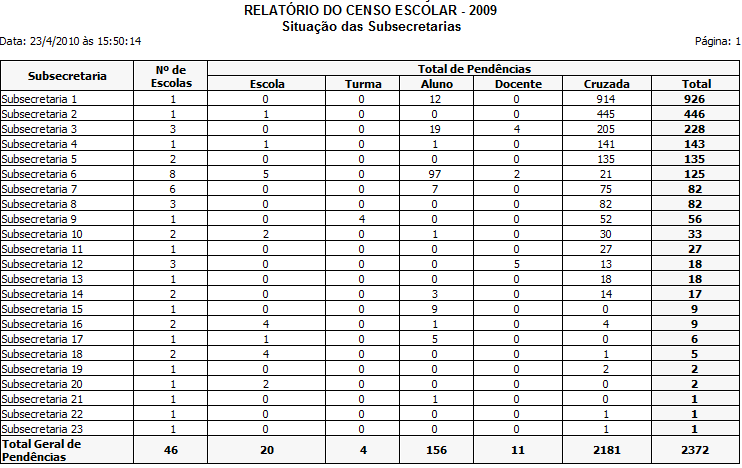 RELATÓRIO DO CENSO ESCOLAR - 2009
Situação das Subsecretarias
Data: 23/4/2010 às 15:50:14 Página: 1
Subsecretaria Nº de Escolas Total de Pendências
Escola Turma Aluno Docente Cruzada Total
Subsecretaria 1 1 0 0 12 0 914 926
Subsecretaria 2 1 1 0 0 0 445 446
Subsecretaria 3 3 0 0 19 4 205 228
Subsecretaria 4 1 1 0 1 0 141 143
Subsecretaria 5 2 0 0 0 0 135 135
Subsecretaria 6 8 5 0 97 2 21 125
Subsecretaria 7 6 0 0 7 0 75 82
Subsecretaria 8 3 0 0 0 0 82 82
Subsecretaria 9 1 0 4 0 0 52 56
Subsecretaria 10 2 2 0 1 0 30 33
Subsecretaria 11 1 0 0 0 0 27 27
Subsecretaria 12 3 0 0 0 5 13 18
Subsecretaria 13 1 0 0 0 0 18 18
Subsecretaria 14 2 0 0 3 0 14 17
Subsecretaria 15 1 0 0 9 0 0 9
Subsecretaria 16 2 4 0 1 0 4 9
Subsecretaria 17 1 1 0 5 0 0 6
Subsecretaria 18 2 4 0 0 0 1 5
Subsecretaria 19 1 0 0 0 0 2 2
Subsecretaria 20 1 2 0 0 0 0 2
Subsecretaria 21 1 0 0 1 0 0 1
Subsecretaria 22 1 0 0 0 0 1 1
Subsecretaria 23 1 0 0 0 0 1 1
Total Geral de Pendências 46 20 4 156 11 2181 2372